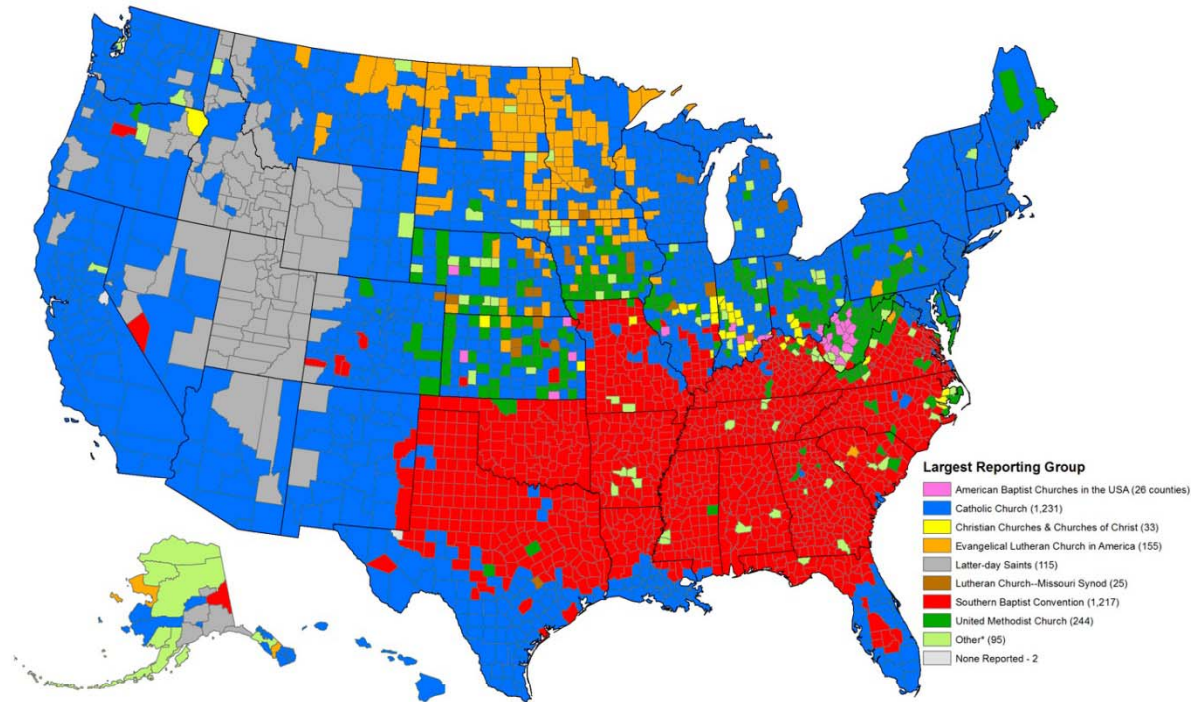 Largest Reporting Group
American Baptist Churches in the USA (26 counties)
Catholic Church (1,231)
Christian Churches & Churches of Christ (33)
Evangelical Lutheran Church in America (155)
Latter-day Saints (115)
Lutheran Church--Missouri Synod (25)
Southern Baptist Convention (1,217)
United Methodist Church (244)
Other* (95)
None Reported - 2